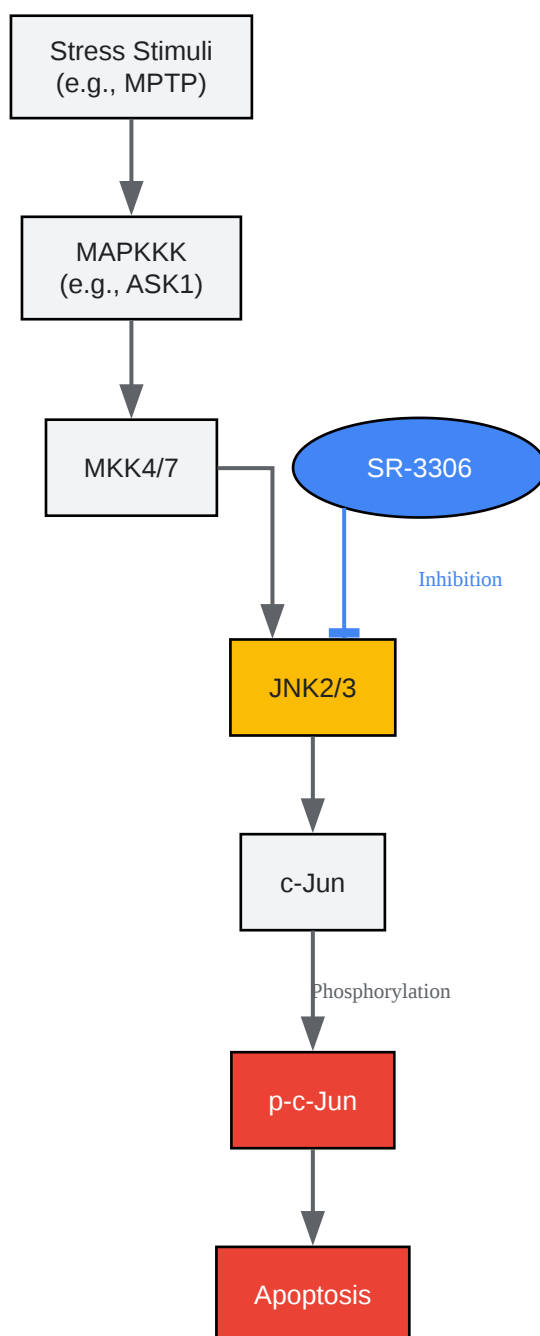 Stress Stimuli
(e.g., MPTP)
MAPKKK
(e.g., ASK1)
MKK4/7
SR-3306
Inhibition
JNK2/3
c-Jun
Phosphorylation
p-c-Jun
Apoptosis